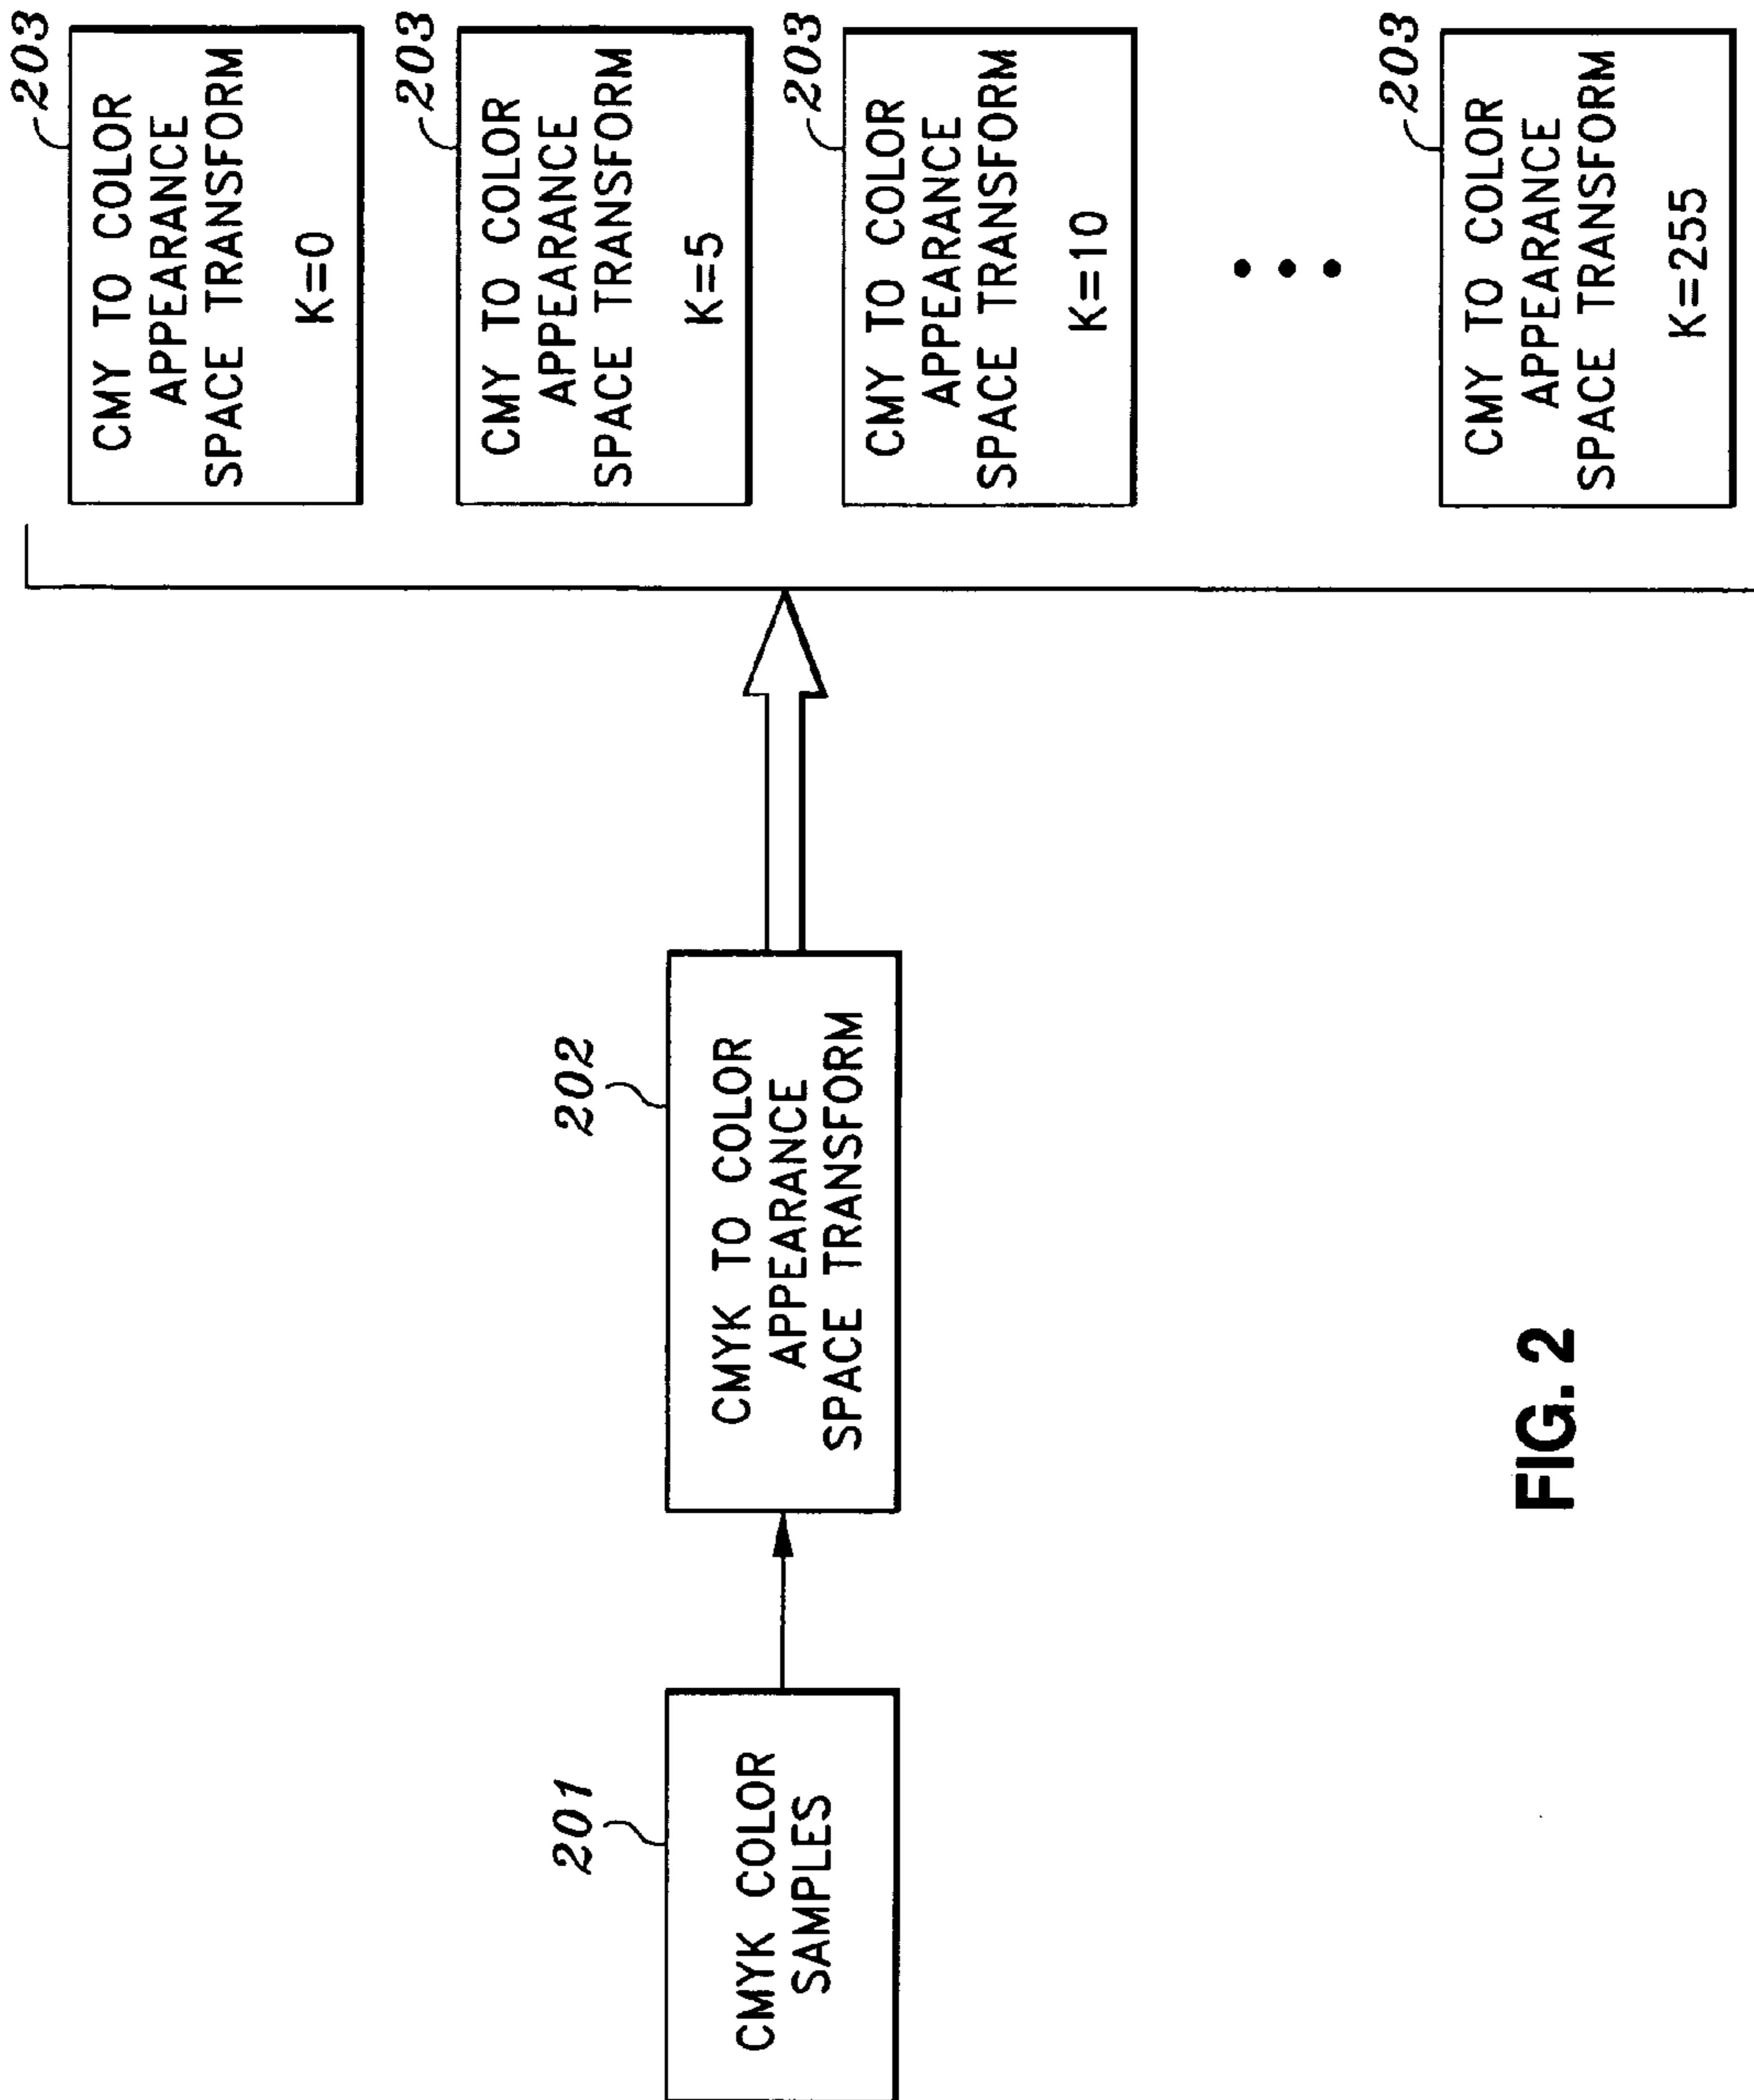 201
CMYK COLOR
SAMPLES
202
CMYK TO COLOR
APPEARANCE
SPACE TRANSFORM
203
CMY TO COLOR
APPEARANCE
SPACE TRANSFORM
K=0
203
CMY TO COLOR
APPEARANCE
SPACE TRANSFORM
K=5
203
CMY TO COLOR
APPEARANCE
SPACE TRANSFORM
K=10
203
CMY TO COLOR
APPEARANCE
SPACE TRANSFORM
K=255
FIG. 2